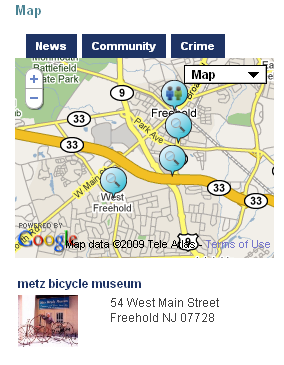 Map
News Community Crime
Monmouth
Battlefield
State Park
Map
9
Freehold
33
Park Ave
33
W Main St
33
33
West
Freehold
POWERED BY
Google
Map data ©2009 Tele Atlas - Terms of Use
metz bicycle museum
54 West Main Street
Freehold NJ 07728